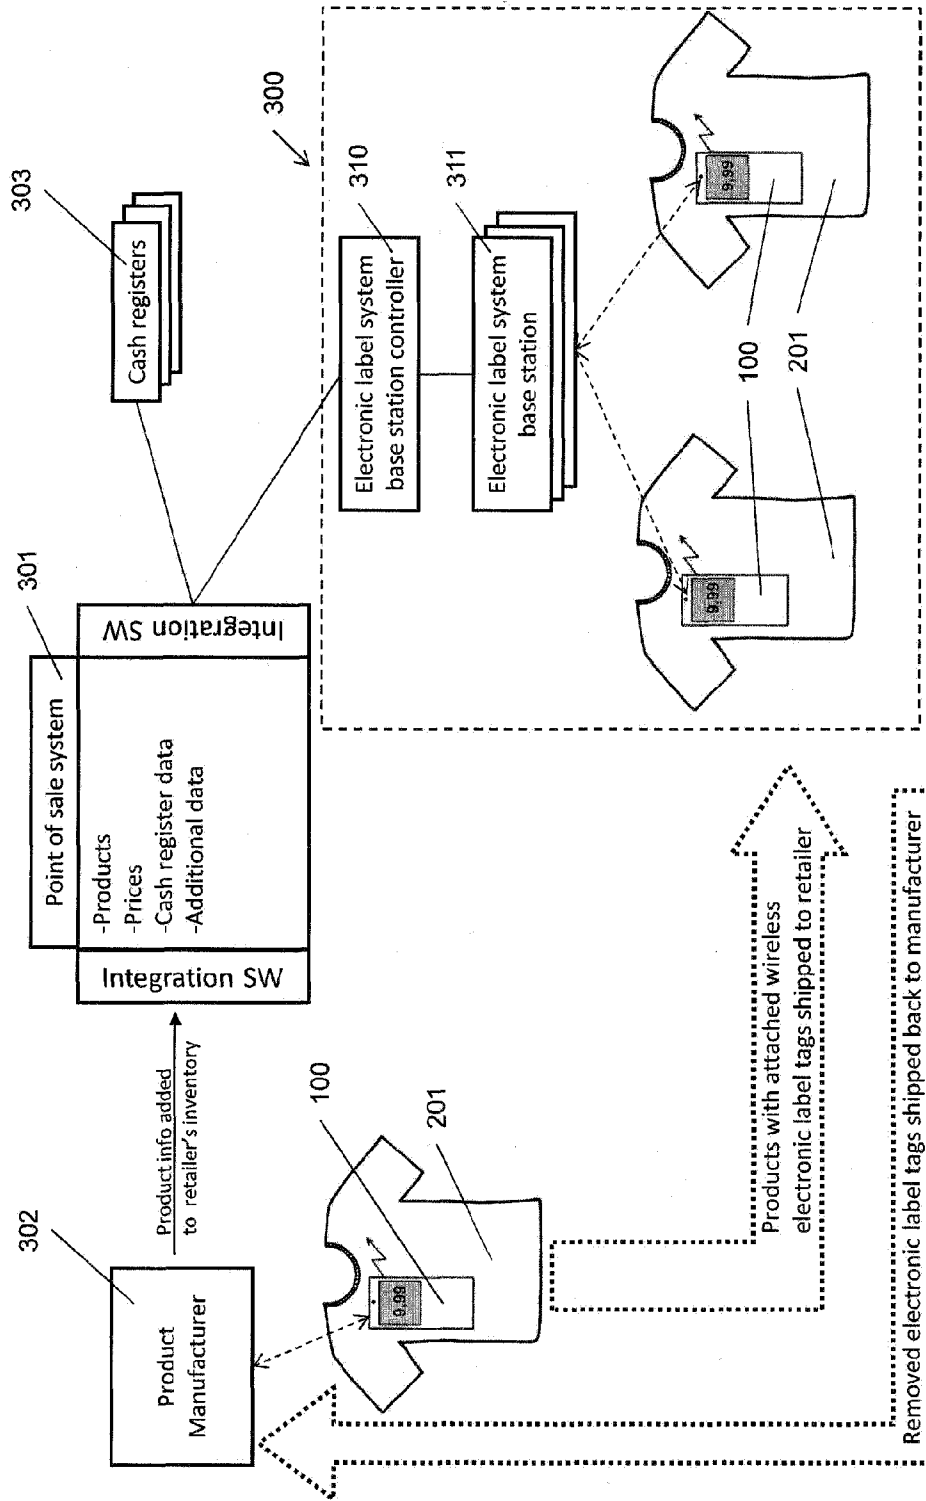 302
Product
Manufacturer
Product info added
to retailer's inventory
301
Point of sale system
Integration SW
-Products
-Prices
-Cash register data
-Additional data
Integration SW
303
Cash registers
300
310
Electronic label system
base station controller
311
Electronic label system
base station
9.99
100
201
9.99
9.99
100
201
Products with attached wireless
electronic label tags shipped to retailer
Removed electronic label tags shipped back to manufacturer